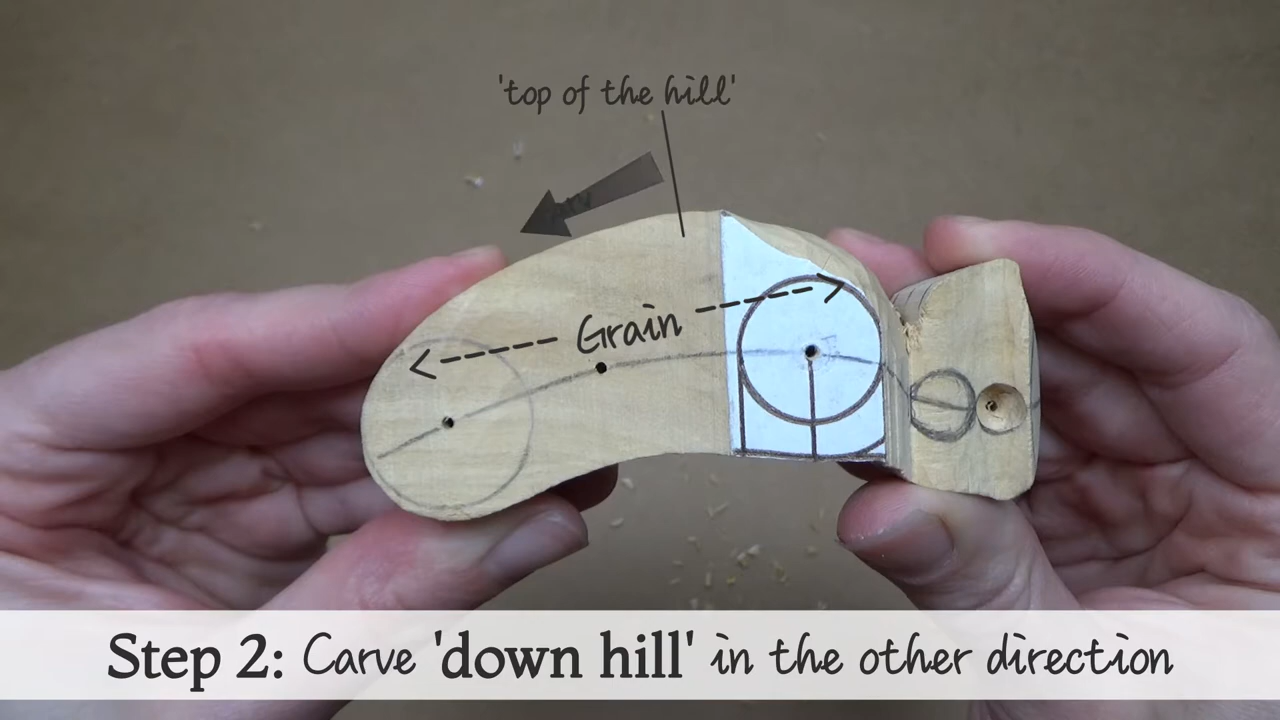 'top of the hill'
Grain
Step 2: Carve 'down hill' in the other direction